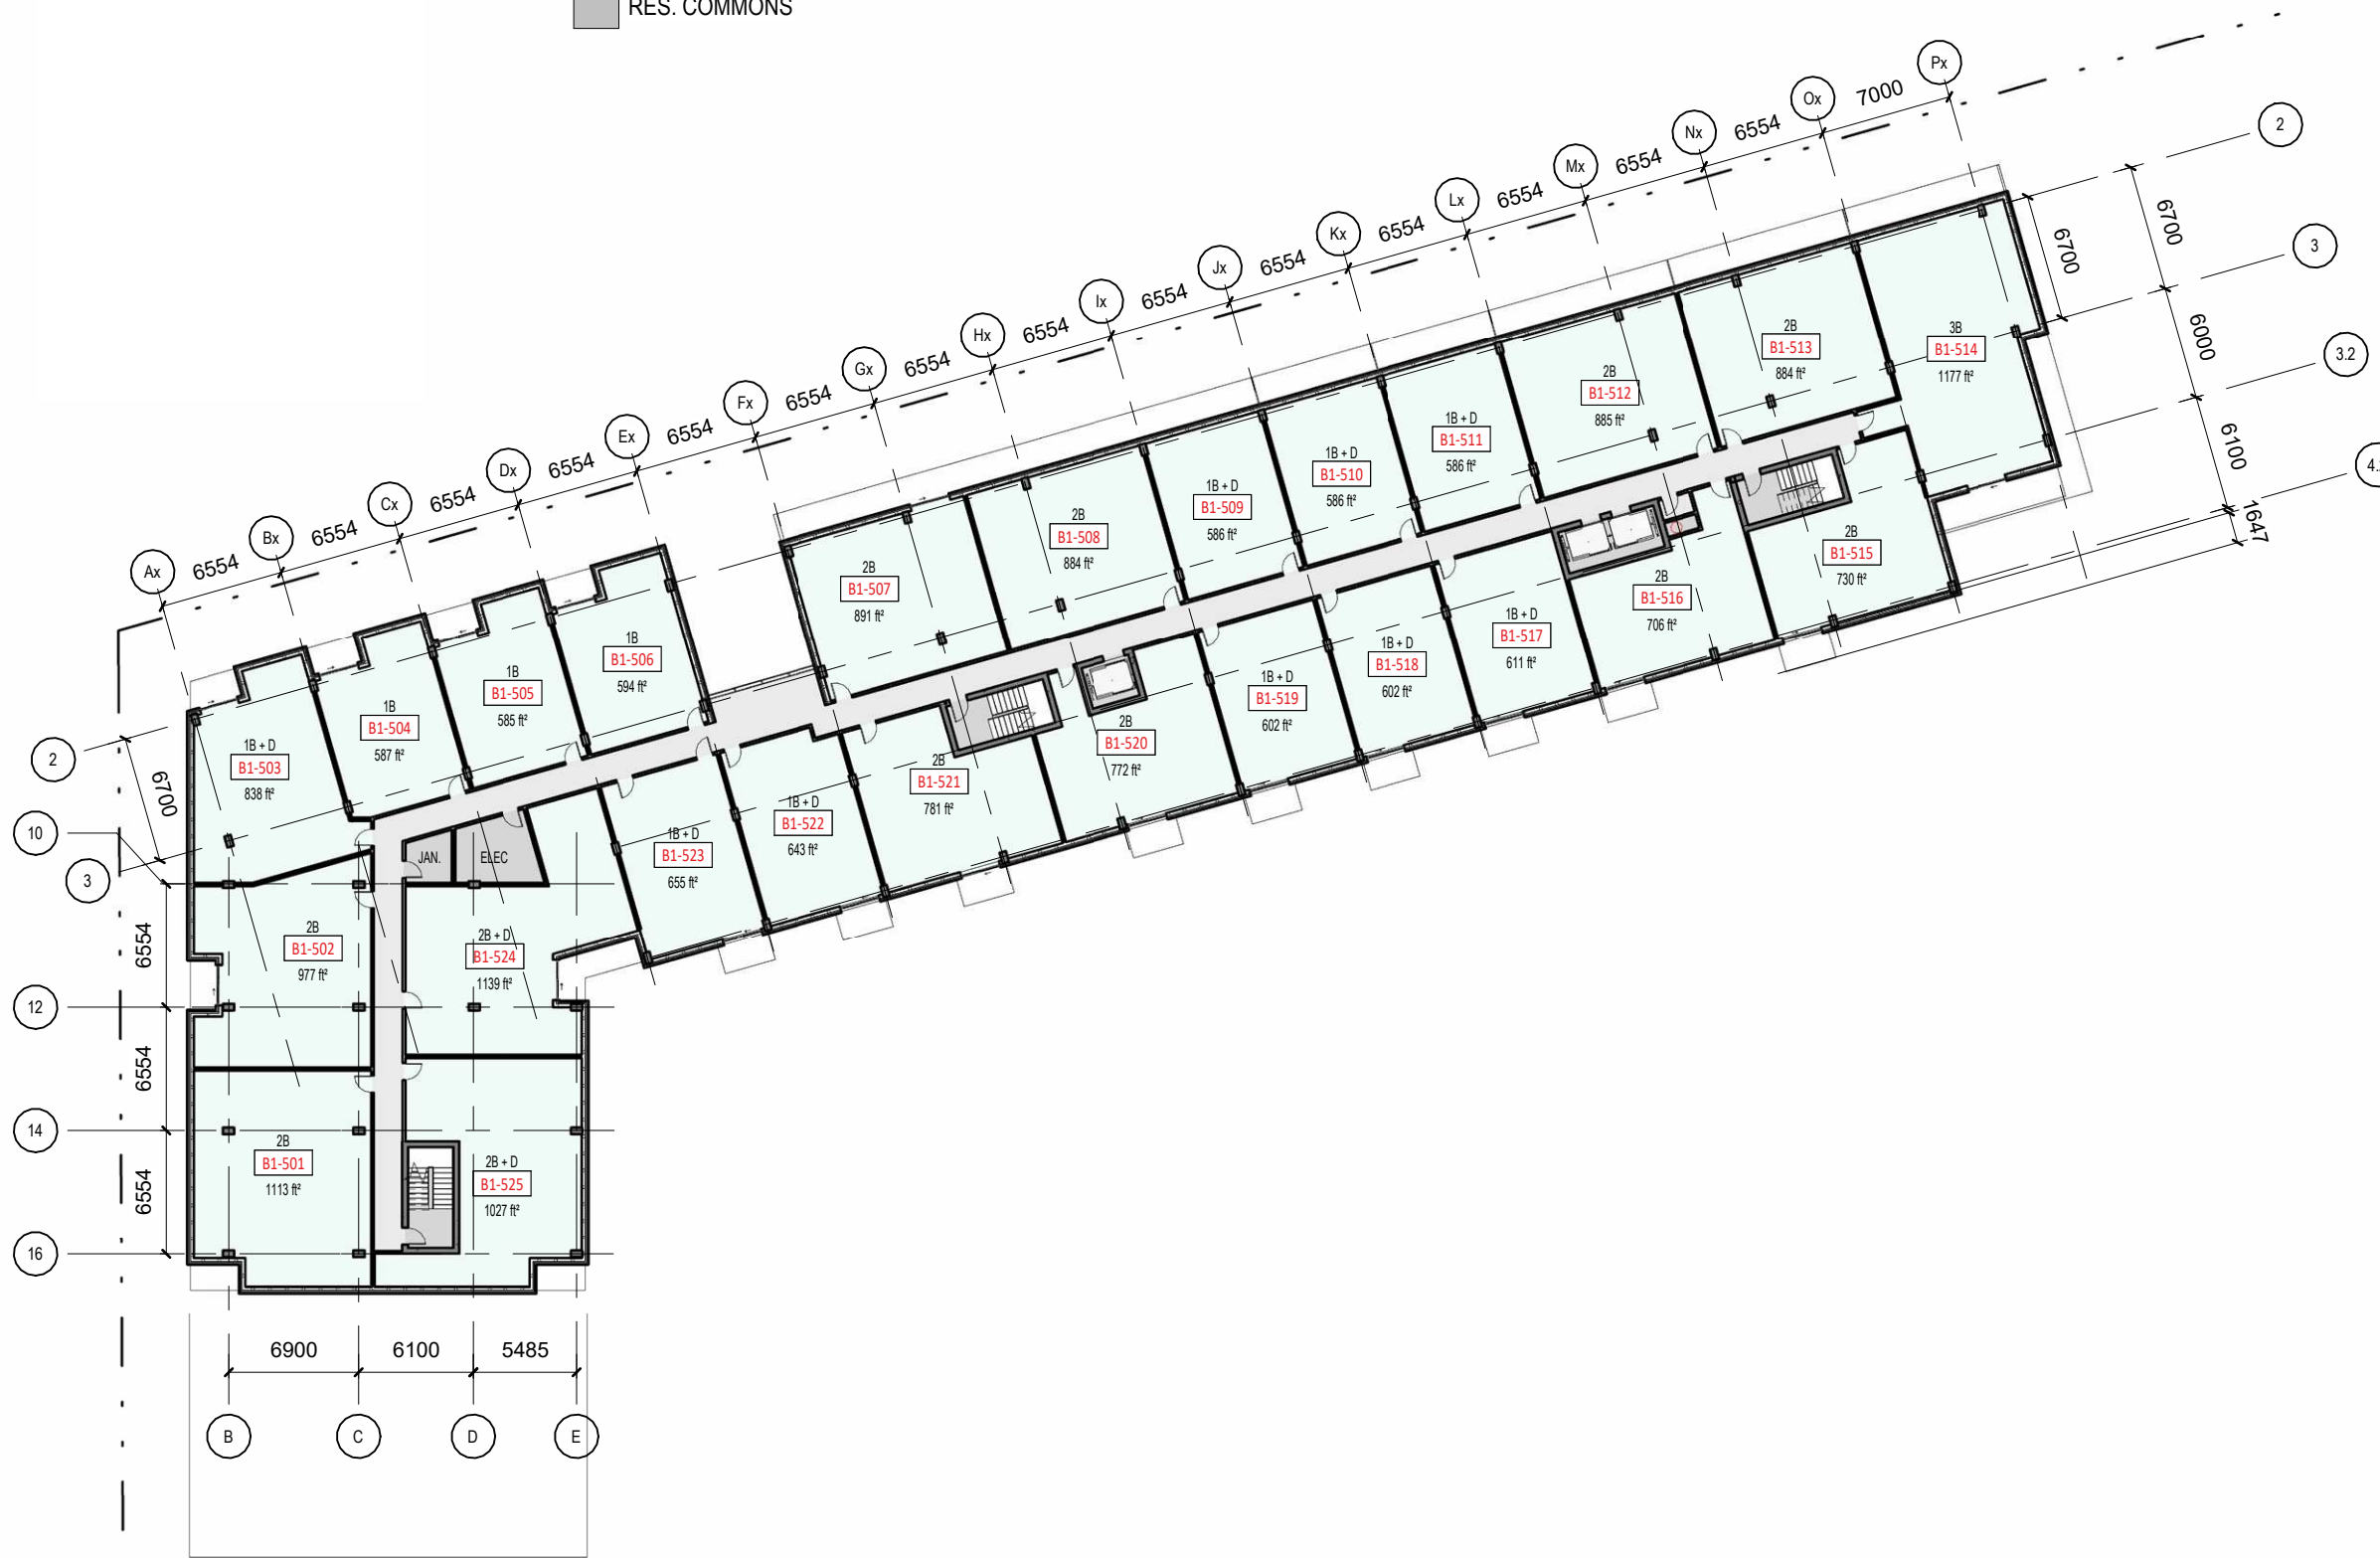 RES. COMMONS
Px
7000
Ox
6554
Nx
6554
Mx
6554
Lx
6554
Kx
6554
Jx
6554
Ix
6554
Hx
6554
Gx
6554
Fx
6554
Ex
6554
Dx
6554
Cx
6554
Bx
6554
Ax
2
3
3.2
6700
6700
6000
6100
1647
3B
B1-514
1177 ft²
2B
B1-513
884 ft²
2B
B1-512
885 ft²
1B + D
B1-511
586 ft²
1B + D
B1-510
586 ft²
1B + D
B1-509
586 ft²
2B
B1-508
884 ft²
2B
B1-507
891 ft²
1B
B1-506
594 ft²
1B
B1-505
585 ft²
1B
B1-504
587 ft²
1B + D
B1-503
838 ft²
2B
B1-515
730 ft²
2B
B1-516
706 ft²
1B + D
B1-517
611 ft²
1B + D
B1-518
602 ft²
1B + D
B1-519
602 ft²
2B
B1-520
772 ft²
2B
B1-521
781 ft²
1B + D
B1-522
643 ft²
1B + D
B1-523
655 ft²
JAN.
ELEC
2B
B1-502
977 ft²
2B + D
B1-524
1139 ft²
2B
B1-501
1113 ft²
2B + D
B1-525
1027 ft²
2
6700
10
3
6554
12
6554
14
6554
16
6900
6100
5485
B
C
D
E